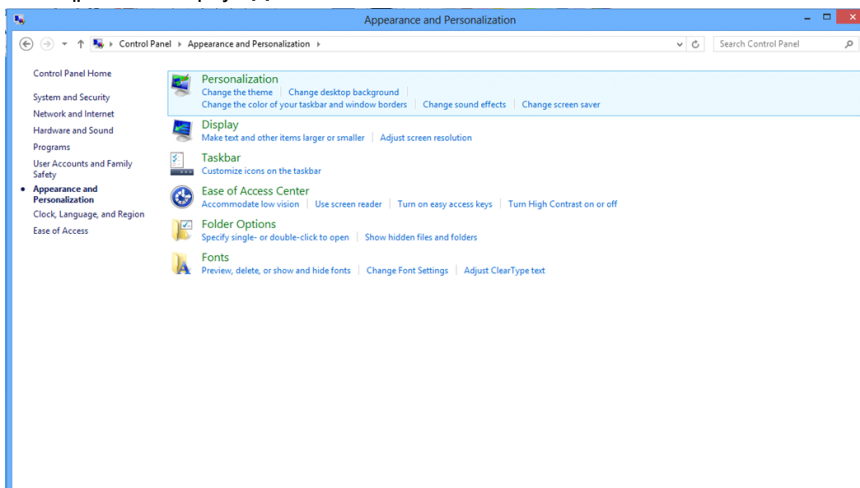 Appearance and Personalization
Control Panel
Appearance and Personalization
Search Control Panel
Control Panel Home
System and Security
Network and Internet
Hardware and Sound
Programs
User Accounts and Family
Safety
Appearance and
Personalization
Clock, Language, and Region
Ease of Access
Personalization
Change the theme
Change desktop background
Change the color of your taskbar and window borders
Change sound effects
Change screen saver
Display
Make text and other items larger or smaller
Adjust screen resolution
Taskbar
Customize icons on the taskbar
Ease of Access Center
Accommodate low vision
Use screen reader
Turn on easy access keys
Turn High Contrast on or off
Folder Options
Specify single- or double-click to open
Show hidden files and folders
Fonts
Preview, delete, or show and hide fonts
Change Font Settings
Adjust ClearType text